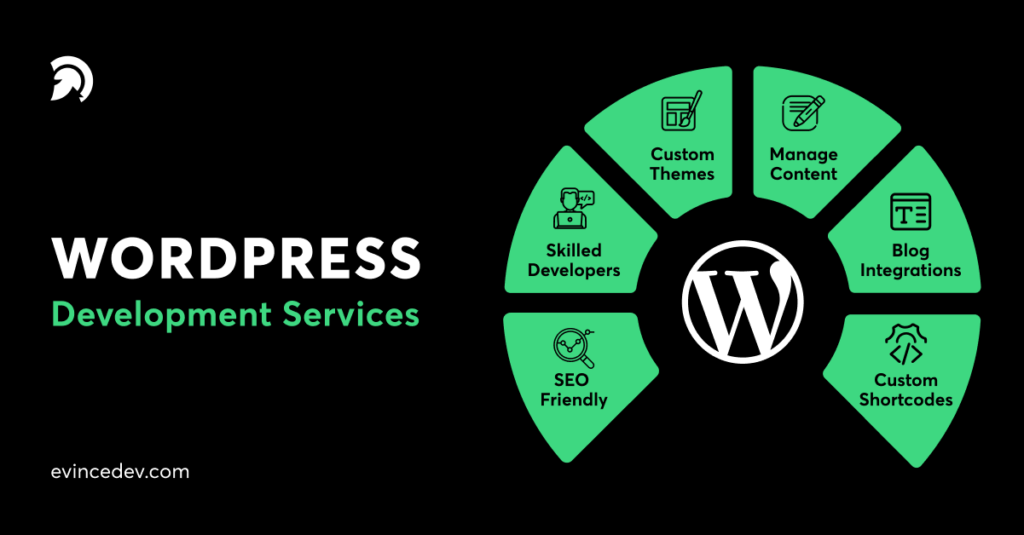 WORDPRESS
Development Services
evincedev.com
SEO
Friendly
Skilled
Developers
Custom
Themes
Manage
Content
Blog
Integrations
Custom
Shortcodes